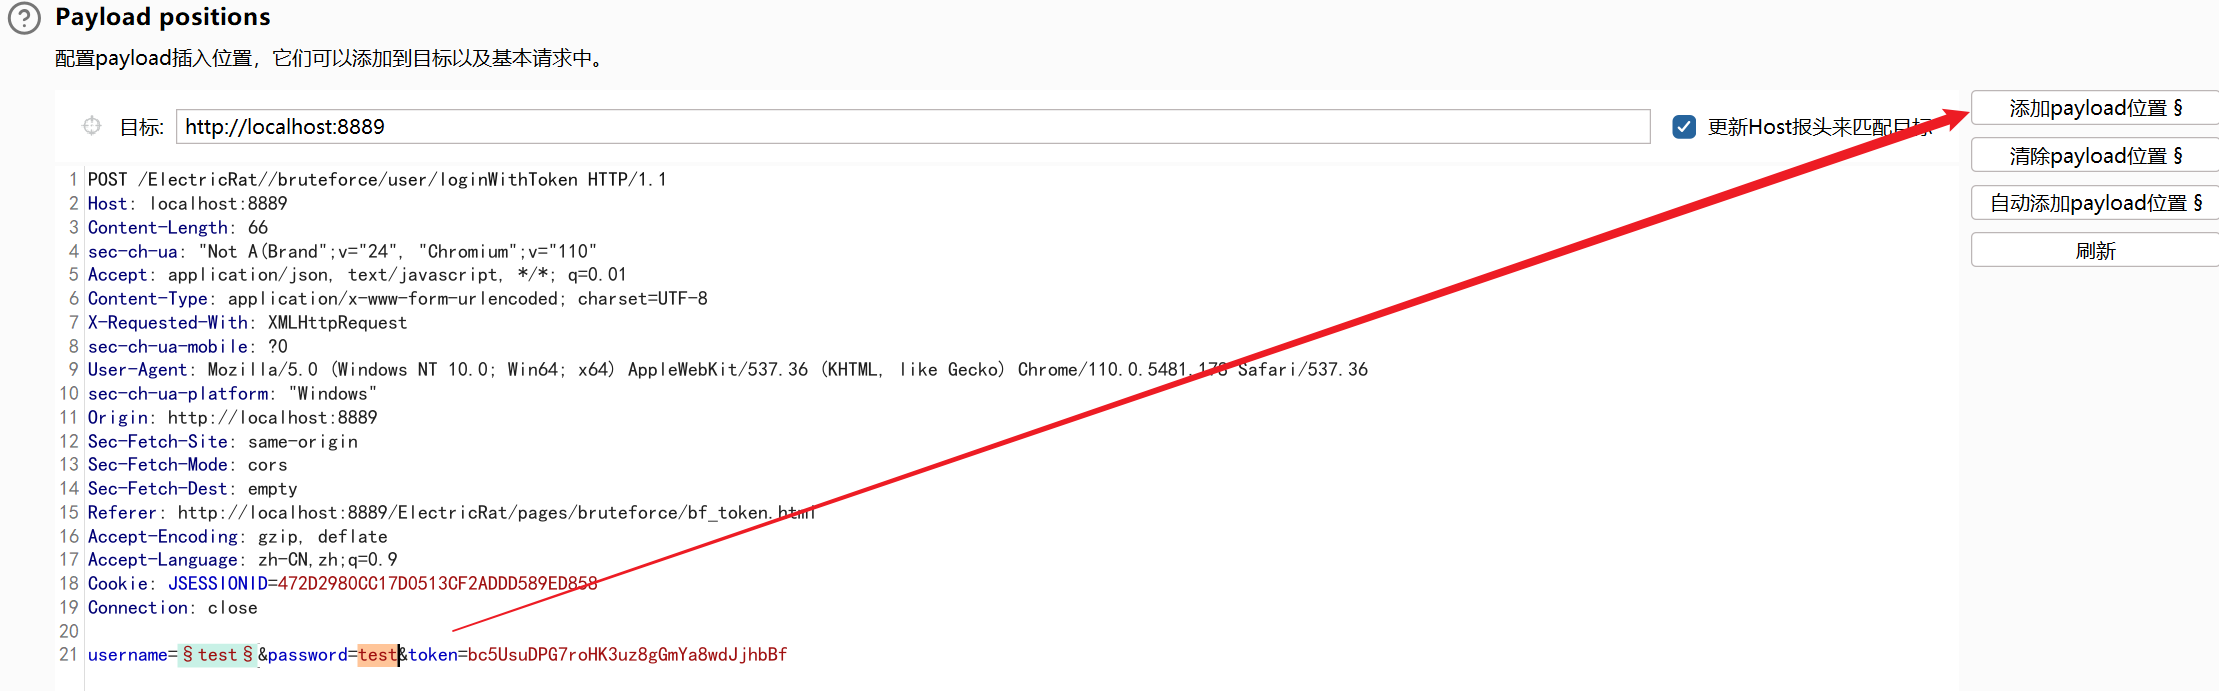 Payload positions
配置payload插入位置，它们可以添加到目标以及基本请求中。
目标: http://localhost:8889 更新Host报头来匹配目标
添加payload位置 §
清除payload位置 §
自动添加payload位置 §
刷新
1 POST /ElectricRat//bruteforce/user/loginWithToken HTTP/1.1
2 Host: localhost:8889
3 Content-Length: 66
4 sec-ch-ua: "Not A(Brand";v="24", "Chromium";v="110"
5 Accept: application/json, text/javascript, */*; q=0.01
6 Content-Type: application/x-www-form-urlencoded; charset=UTF-8
7 X-Requested-With: XMLHttpRequest
8 sec-ch-ua-mobile: ?0
9 User-Agent: Mozilla/5.0 (Windows NT 10.0; Win64; x64) AppleWebKit/537.36 (KHTML, like Gecko) Chrome/110.0.5481.178 Safari/537.36
10 sec-ch-ua-platform: "Windows"
11 Origin: http://localhost:8889
12 Sec-Fetch-Site: same-origin
13 Sec-Fetch-Mode: cors
14 Sec-Fetch-Dest: empty
15 Referer: http://localhost:8889/ElectricRat/pages/bruteforce/bf_token.html
16 Accept-Encoding: gzip, deflate
17 Accept-Language: zh-CN,zh;q=0.9
18 Cookie: JSESSIONID=472D2980CC17D0513CF2ADDD589ED858
19 Connection: close
20
21 username=§test§&password=test&token=bc5UsuDPG7roHK3uz8gGmYa8wdJjhbBf